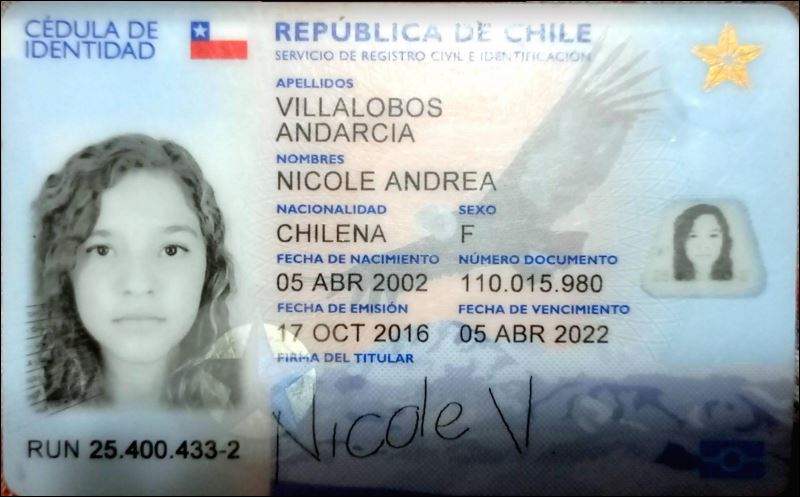 CÉDULA DE
IDENTIDAD
REPÚBLICA DE CHILE
SERVICIO DE REGISTRO CIVIL E IDENTIFICACIÓN
APELLIDOS
VILLALOBOS
ANDARCIA
NOMBRES
NICOLE ANDREA
NACIONALIDAD SEXO
CHILENA F
FECHA DE NACIMIENTO NÚMERO DOCUMENTO
05 ABR 2002 110.015.980
FECHA DE EMISIÓN FECHA DE VENCIMIENTO
17 OCT 2016 05 ABR 2022
FIRMA DEL TITULAR
Nicole V
RUN 25.400.433-2